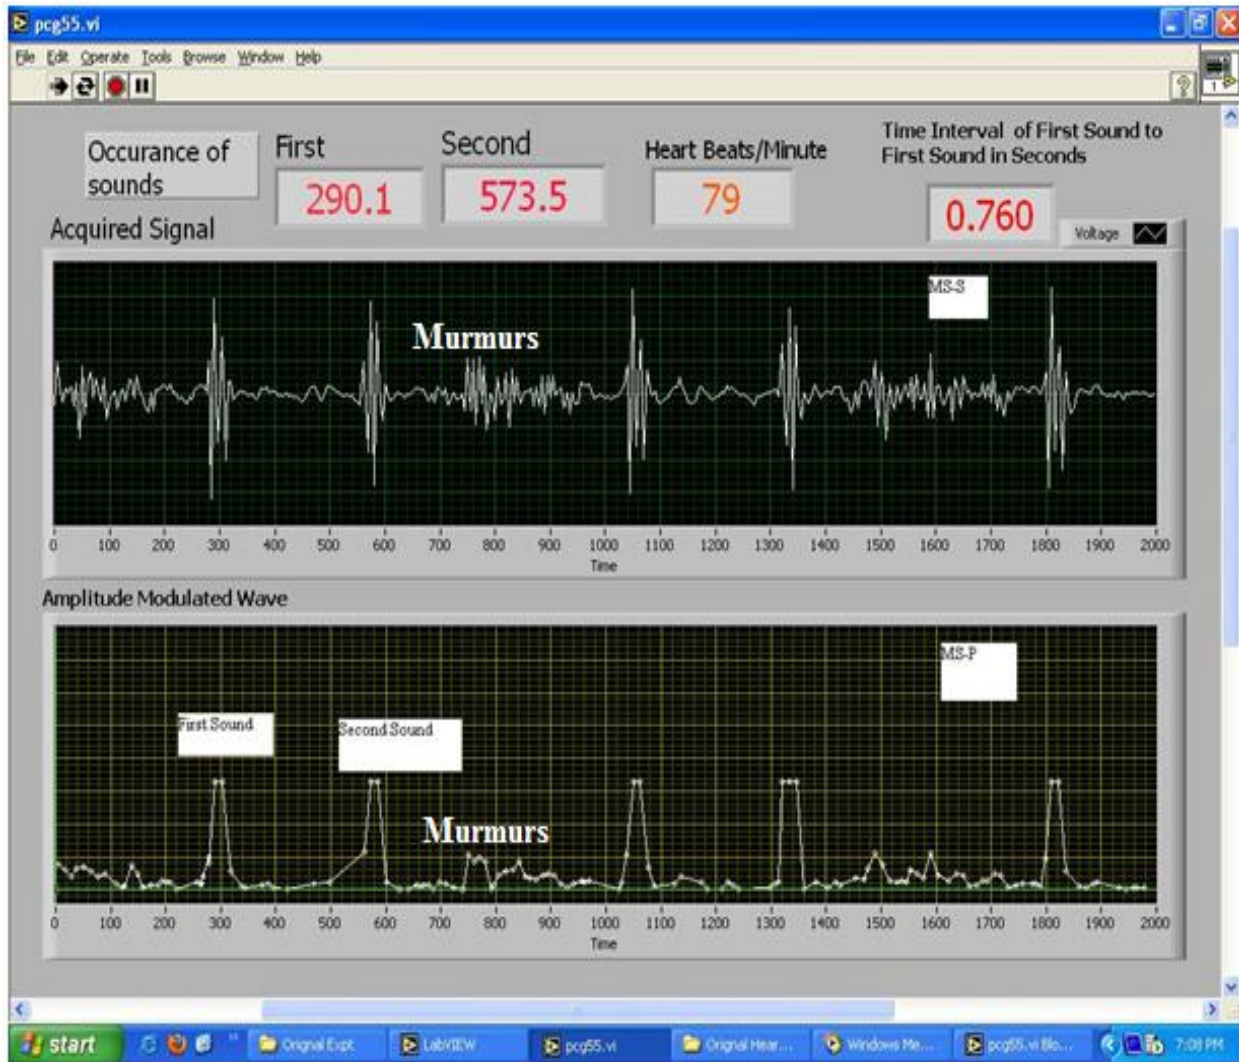 pcg55.vi
File Edit Operate Tools Browse Window Help
1
Occurance of
sounds
First
290.1
Second
573.5
Heart Beats/Minute
79
Time Interval of First Sound to
First Sound in Seconds
0.760
Voltage
Acquired Signal
MS-S
Murmurs
0 100 200 300 400 500 600 700 800 900 1000 1100 1200 1300 1400 1500 1600 1700 1800 1900 2000
Time
Amplitude Modulated Wave
MS-P
First Sound
Second Sound
Murmurs
0 100 200 300 400 500 600 700 800 900 1000 1100 1200 1300 1400 1500 1600 1700 1800 1900 2000
Time
start
Orignal Expt
LabVIEW
pcg55.vi
Orignal Hear...
Windows Me...
pcg55.vi Blo...
7:08 PM